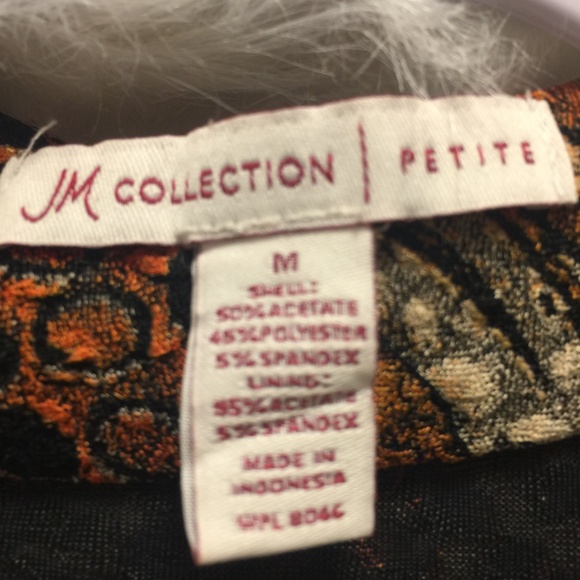 JM COLLECTION | PETITE
M
SHELL:
50% ACETATE
45% POLYESTER
5% SPANDEX
LINING:
95% ACETATE
5% SPANDEX
MADE IN
INDONESIA
WPL 8046